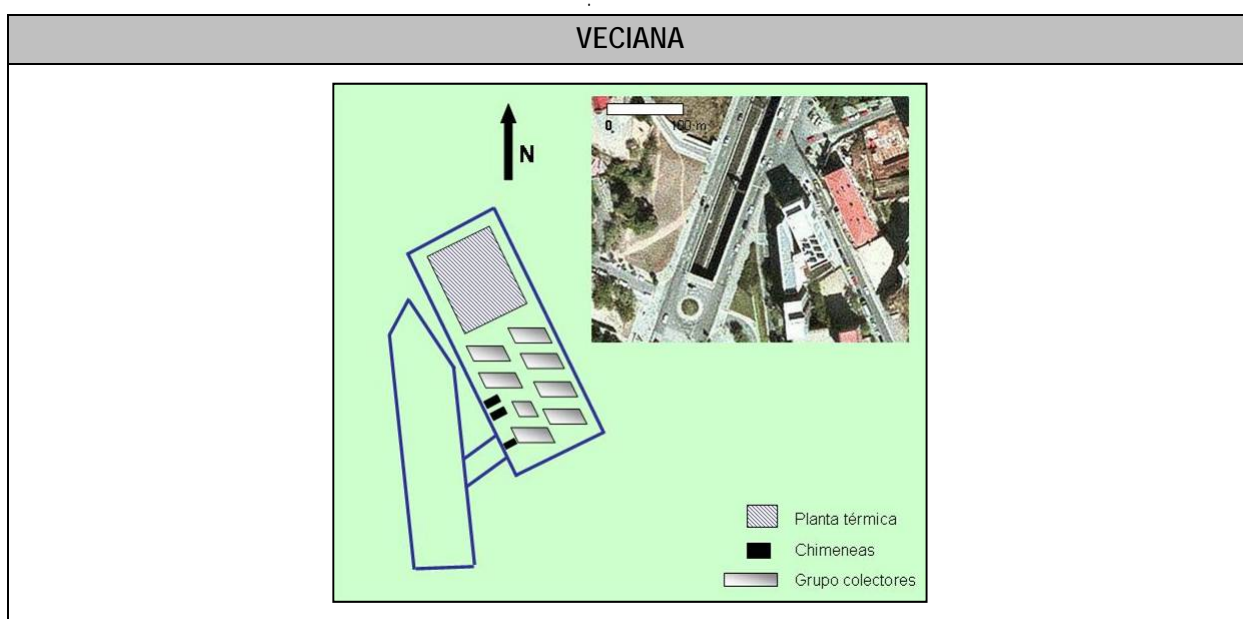 VECIANA
N
0 100 m
Planta térmica
Chimeneas
Grupo colectores